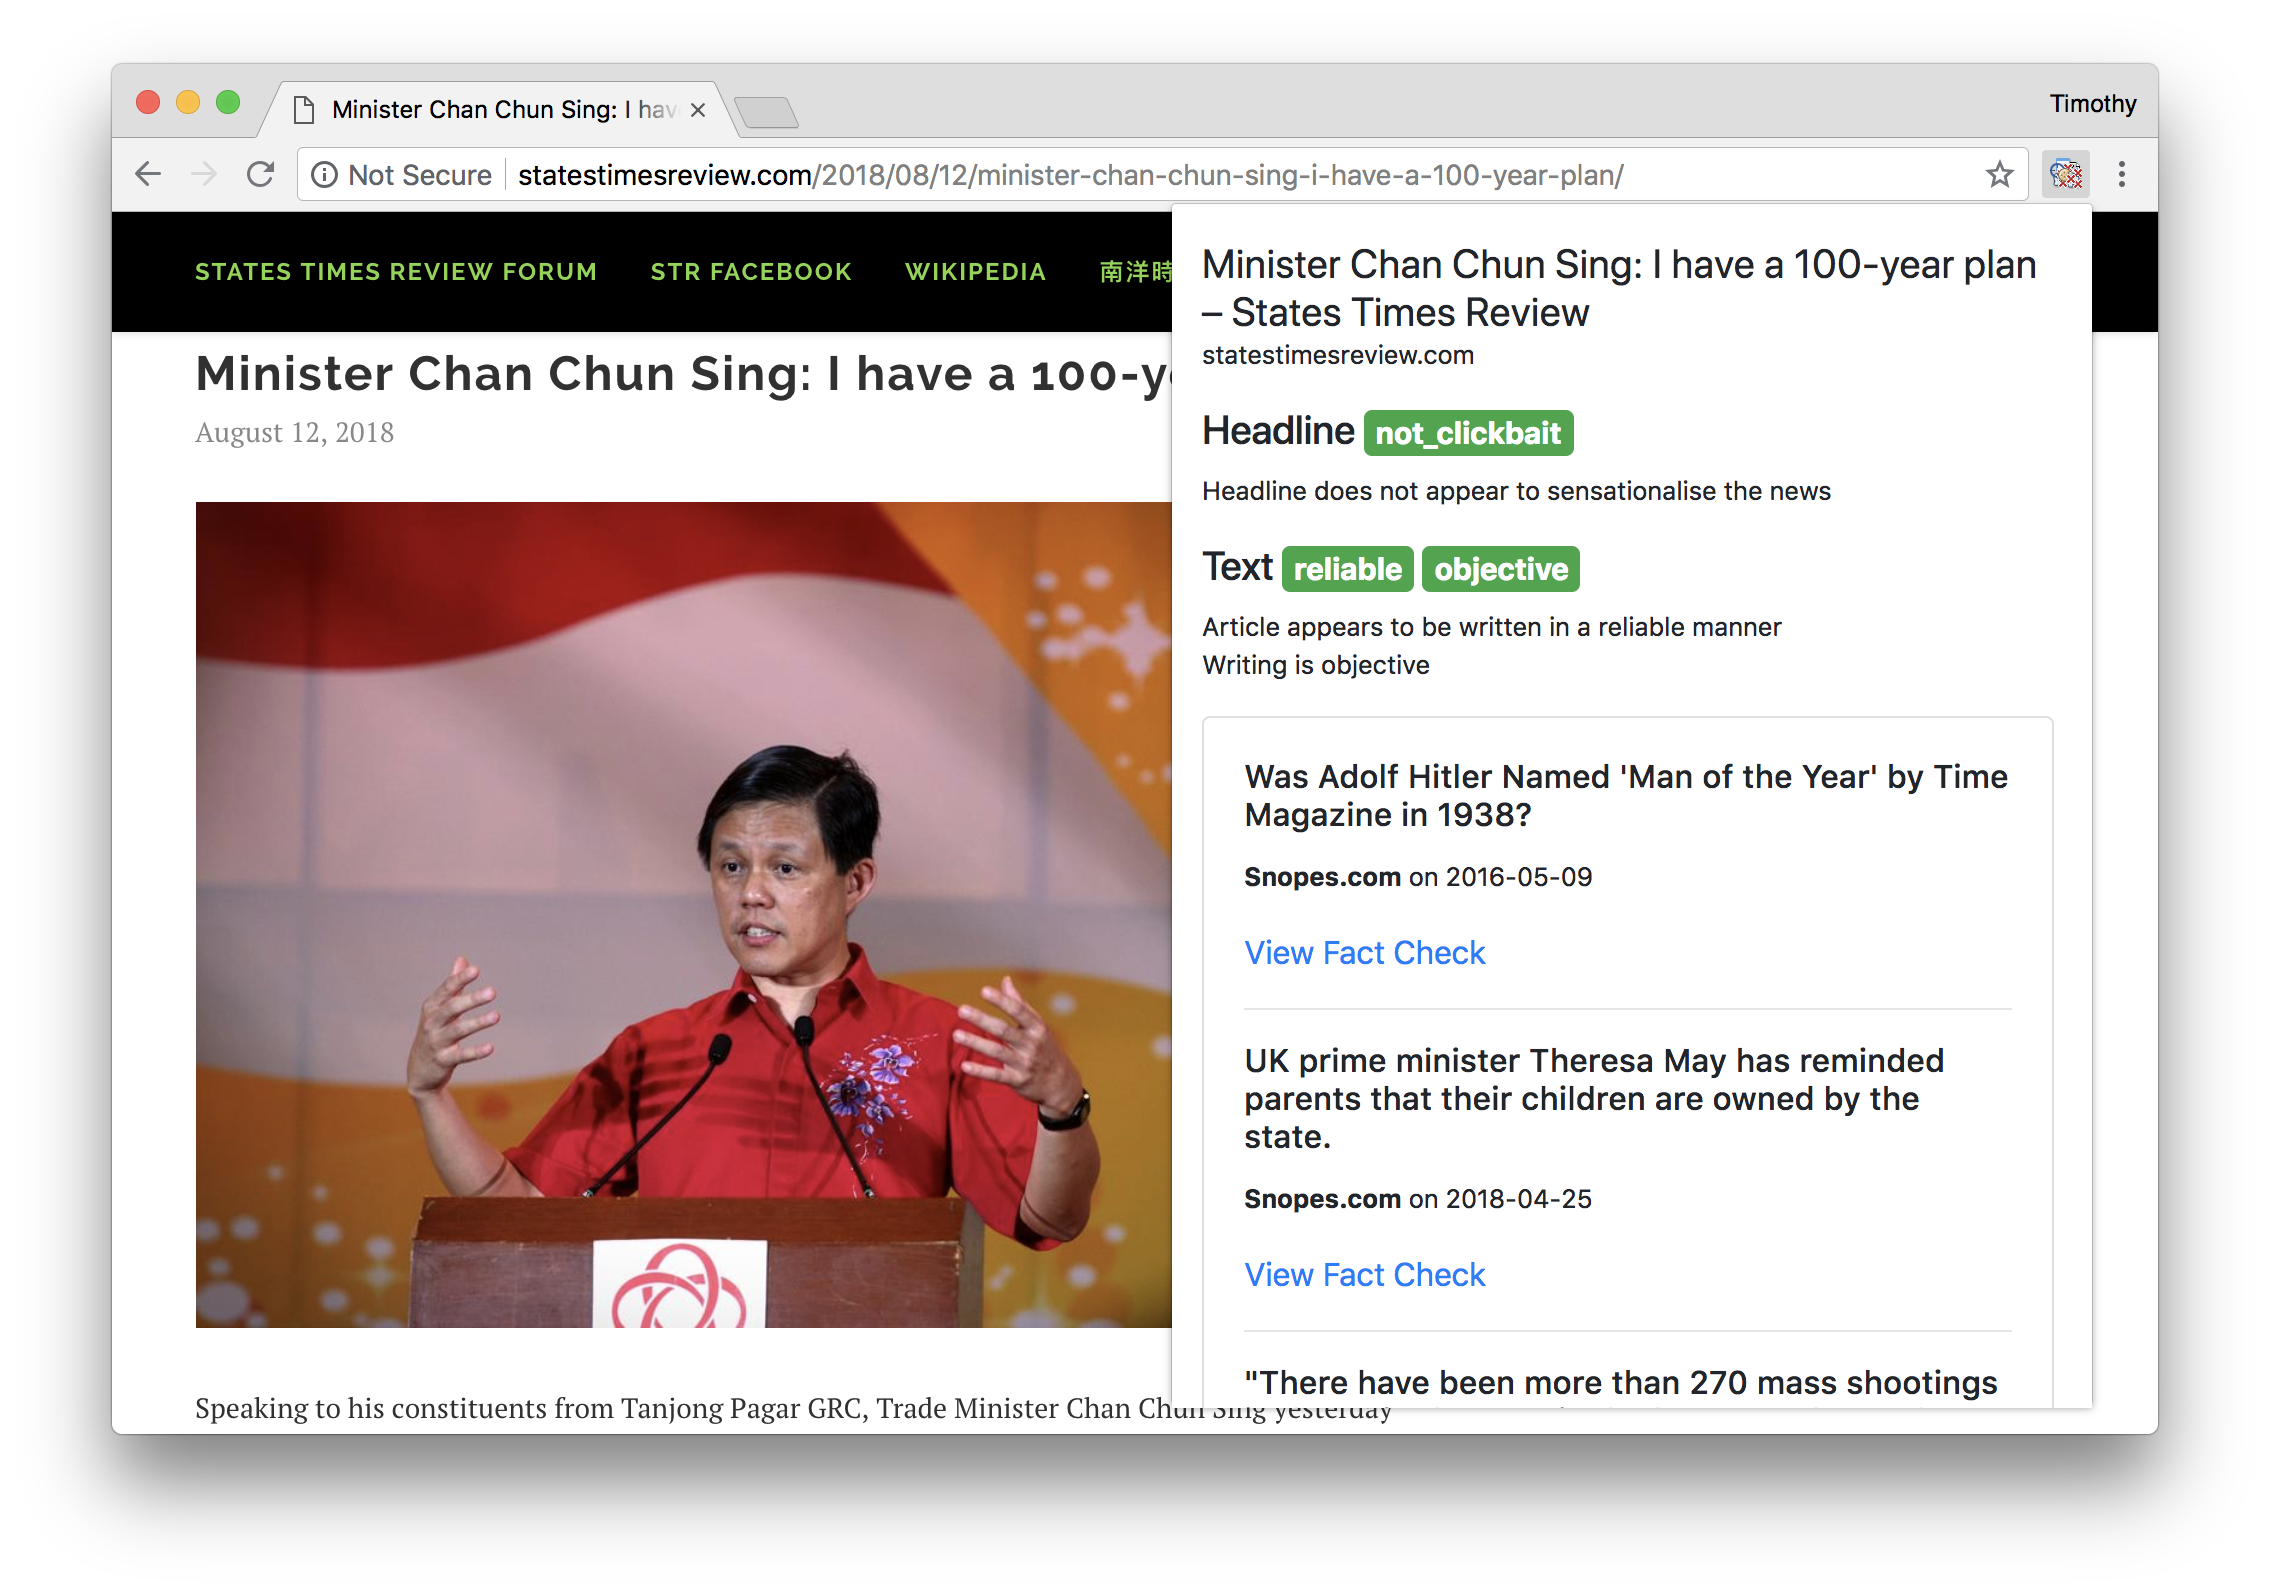 Minister Chan Chun Sing: I hav
Timothy
Not Secure statestimesreview.com/2018/08/12/minister-chan-chun-sing-i-have-a-100-year-plan/
STATES TIMES REVIEW FORUM STR FACEBOOK WIKIPEDIA 南洋時
Minister Chan Chun Sing: I have a 100-ye
August 12, 2018
Speaking to his constituents from Tanjong Pagar GRC, Trade Minister Chan Chun Sing yesterday
Minister Chan Chun Sing: I have a 100-year plan
– States Times Review
statestimesreview.com
Headline not_clickbait
Headline does not appear to sensationalise the news
Text reliable objective
Article appears to be written in a reliable manner
Writing is objective
Was Adolf Hitler Named 'Man of the Year' by Time
Magazine in 1938?
Snopes.com on 2016-05-09
View Fact Check
UK prime minister Theresa May has reminded
parents that their children are owned by the
state.
Snopes.com on 2018-04-25
View Fact Check
"There have been more than 270 mass shootings